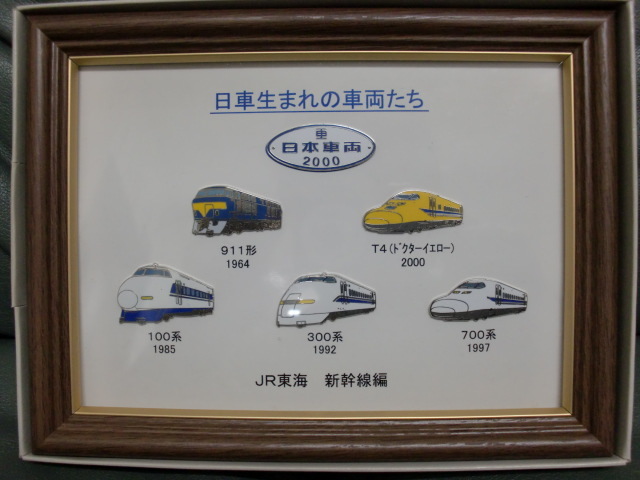 日車生まれの車両たち
車
日本車両
2000
911形
1964
T4(ﾄﾞｸﾀｰイエロー)
2000
100系
1985
300系
1992
700系
1997
JR東海 新幹線編